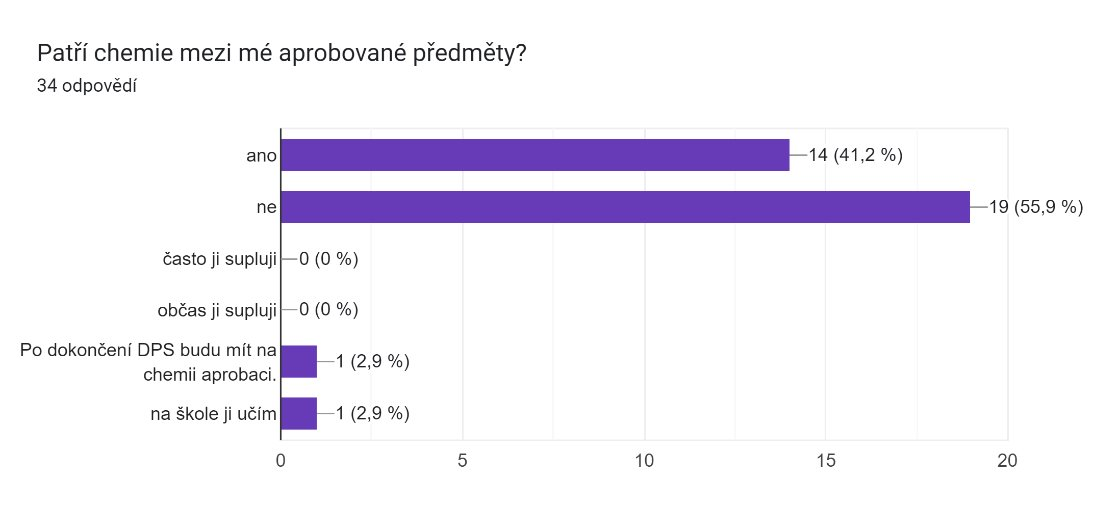 Patří chemie mezi mé aprobované předměty?
34 odpovědí
ano
14 (41,2 %)
ne
19 (55,9 %)
často ji supluji
0 (0 %)
občas ji supluji
0 (0 %)
Po dokončení DPS budu mít na
chemii aprobaci.
1 (2,9 %)
na škole ji učím
1 (2,9 %)
0 5 10 15 20